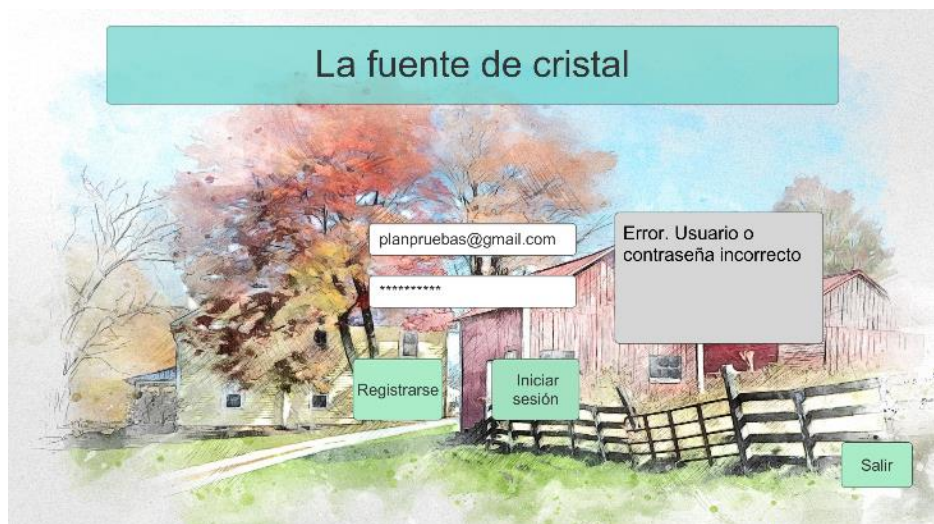 La fuente de cristal
planpruebas@gmail.com
**********
Error. Usuario o
contraseña incorrecto
Registrarse
Iniciar
sesión
Salir